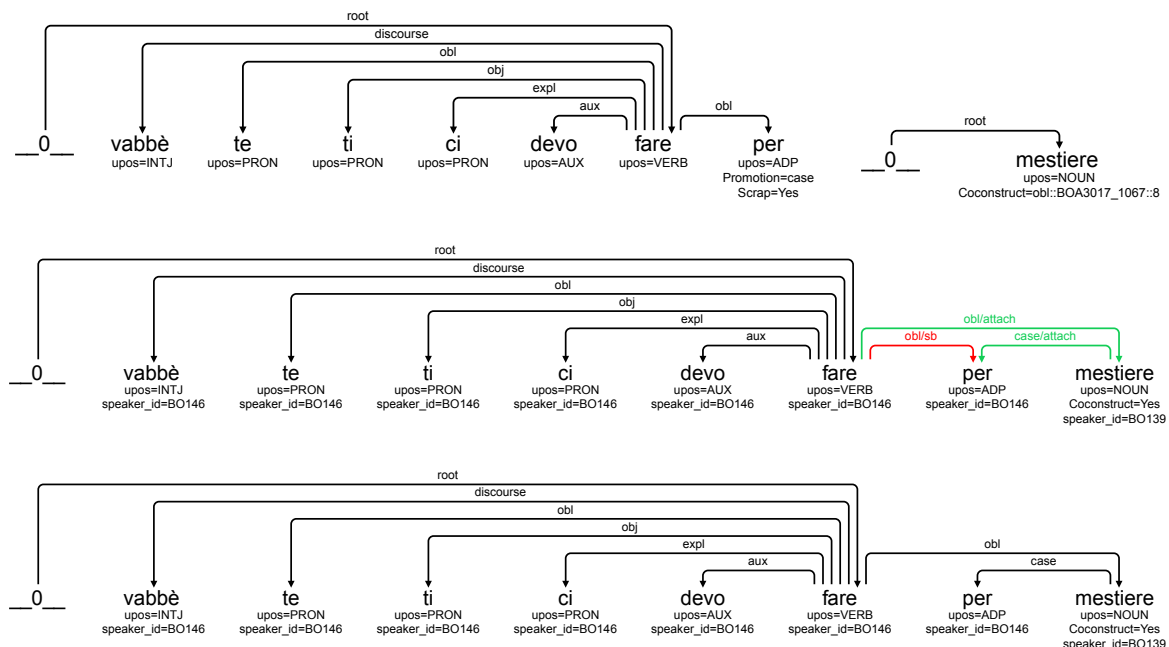 root
discourse
obl
obj
expl
aux obl root
__0__ vabbè te ti ci devo fare per __0__ mestiere
upos=INTJ upos=PRON upos=PRON upos=PRON upos=AUX upos=VERB upos=ADP upos=NOUN
Promotion=case Coconstruct=obl::BOA3017_1067::8
Scrap=Yes
root
discourse
obl
obj
expl obl/attach
aux obl/sb case/attach
__0__ vabbè te ti ci devo fare per mestiere
upos=INTJ upos=PRON upos=PRON upos=PRON upos=AUX upos=VERB upos=ADP upos=NOUN
speaker_id=BO146 speaker_id=BO146 speaker_id=BO146 speaker_id=BO146 speaker_id=BO146 speaker_id=BO146 speaker_id=BO146 Coconstruct=Yes
speaker_id=BO139
root
discourse
obl
obj
expl obl
aux case
__0__ vabbè te ti ci devo fare per mestiere
upos=INTJ upos=PRON upos=PRON upos=PRON upos=AUX upos=VERB upos=ADP upos=NOUN
speaker_id=BO146 speaker_id=BO146 speaker_id=BO146 speaker_id=BO146 speaker_id=BO146 speaker_id=BO146 speaker_id=BO146 Coconstruct=Yes
speaker_id=BO139